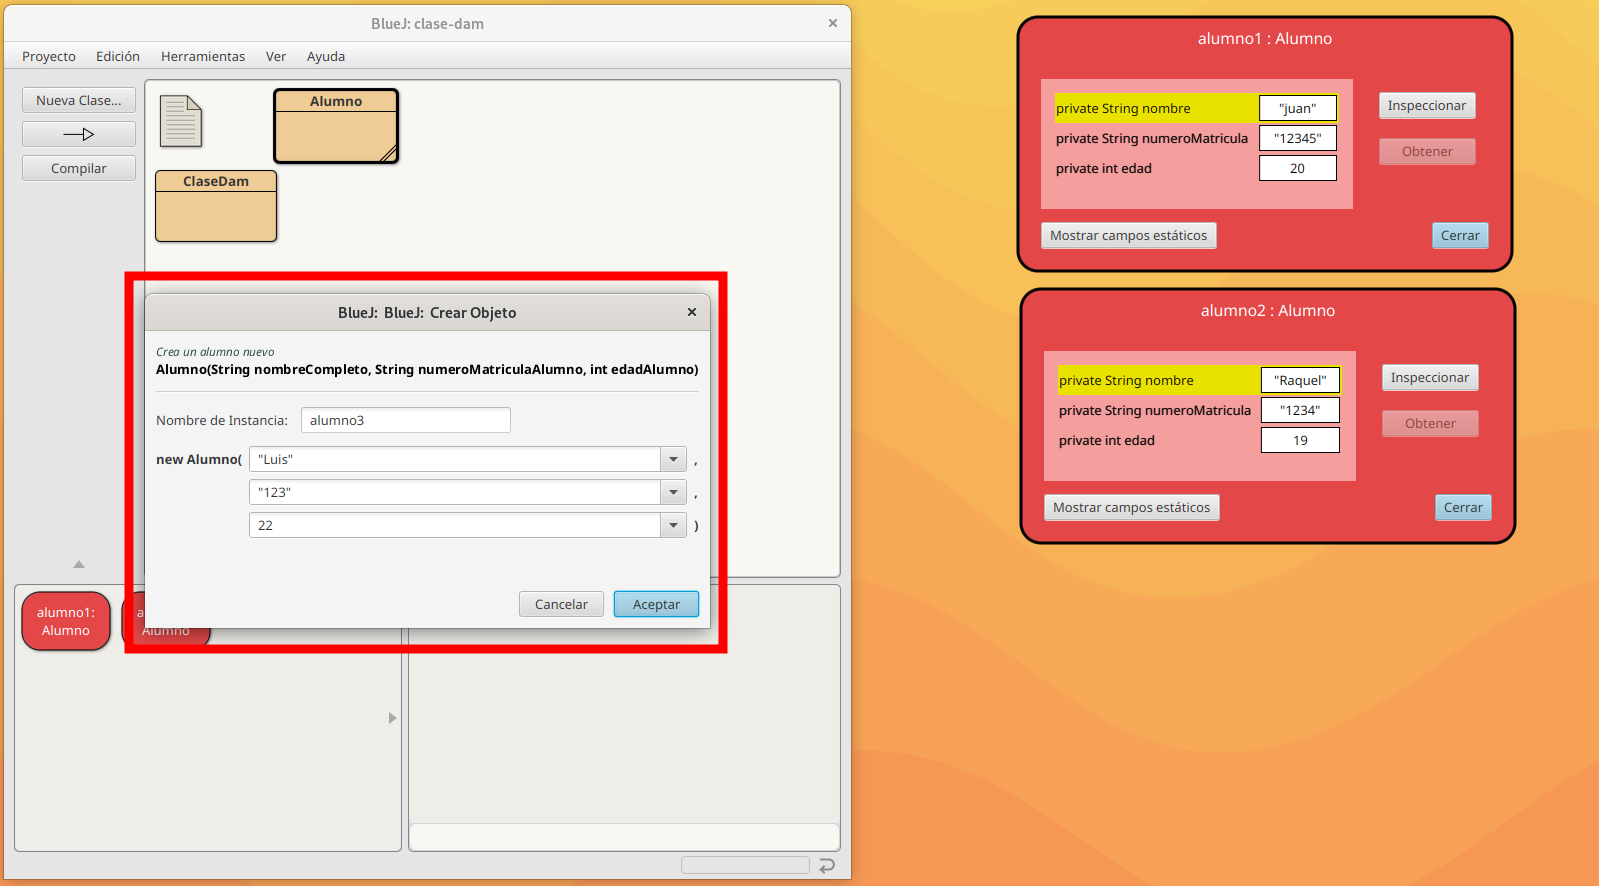 BlueJ: clase-dam
Proyecto Edición Herramientas Ver Ayuda
Nueva Clase...
Compilar
Alumno
ClaseDam
BlueJ: BlueJ: Crear Objeto
Crea un alumno nuevo
Alumno(String nombreCompleto, String numeroMatriculaAlumno, int edadAlumno)
Nombre de Instancia: alumno3
new Alumno( "Luis" ,
"123" ,
22 )
Cancelar Aceptar
alumno1:
Alumno
a
Alumno
alumno1 : Alumno
private String nombre "juan"
private String numeroMatricula "12345"
private int edad 20
Inspeccionar
Obtener
Mostrar campos estáticos Cerrar
alumno2 : Alumno
private String nombre "Raquel"
private String numeroMatricula "1234"
private int edad 19
Inspeccionar
Obtener
Mostrar campos estáticos Cerrar